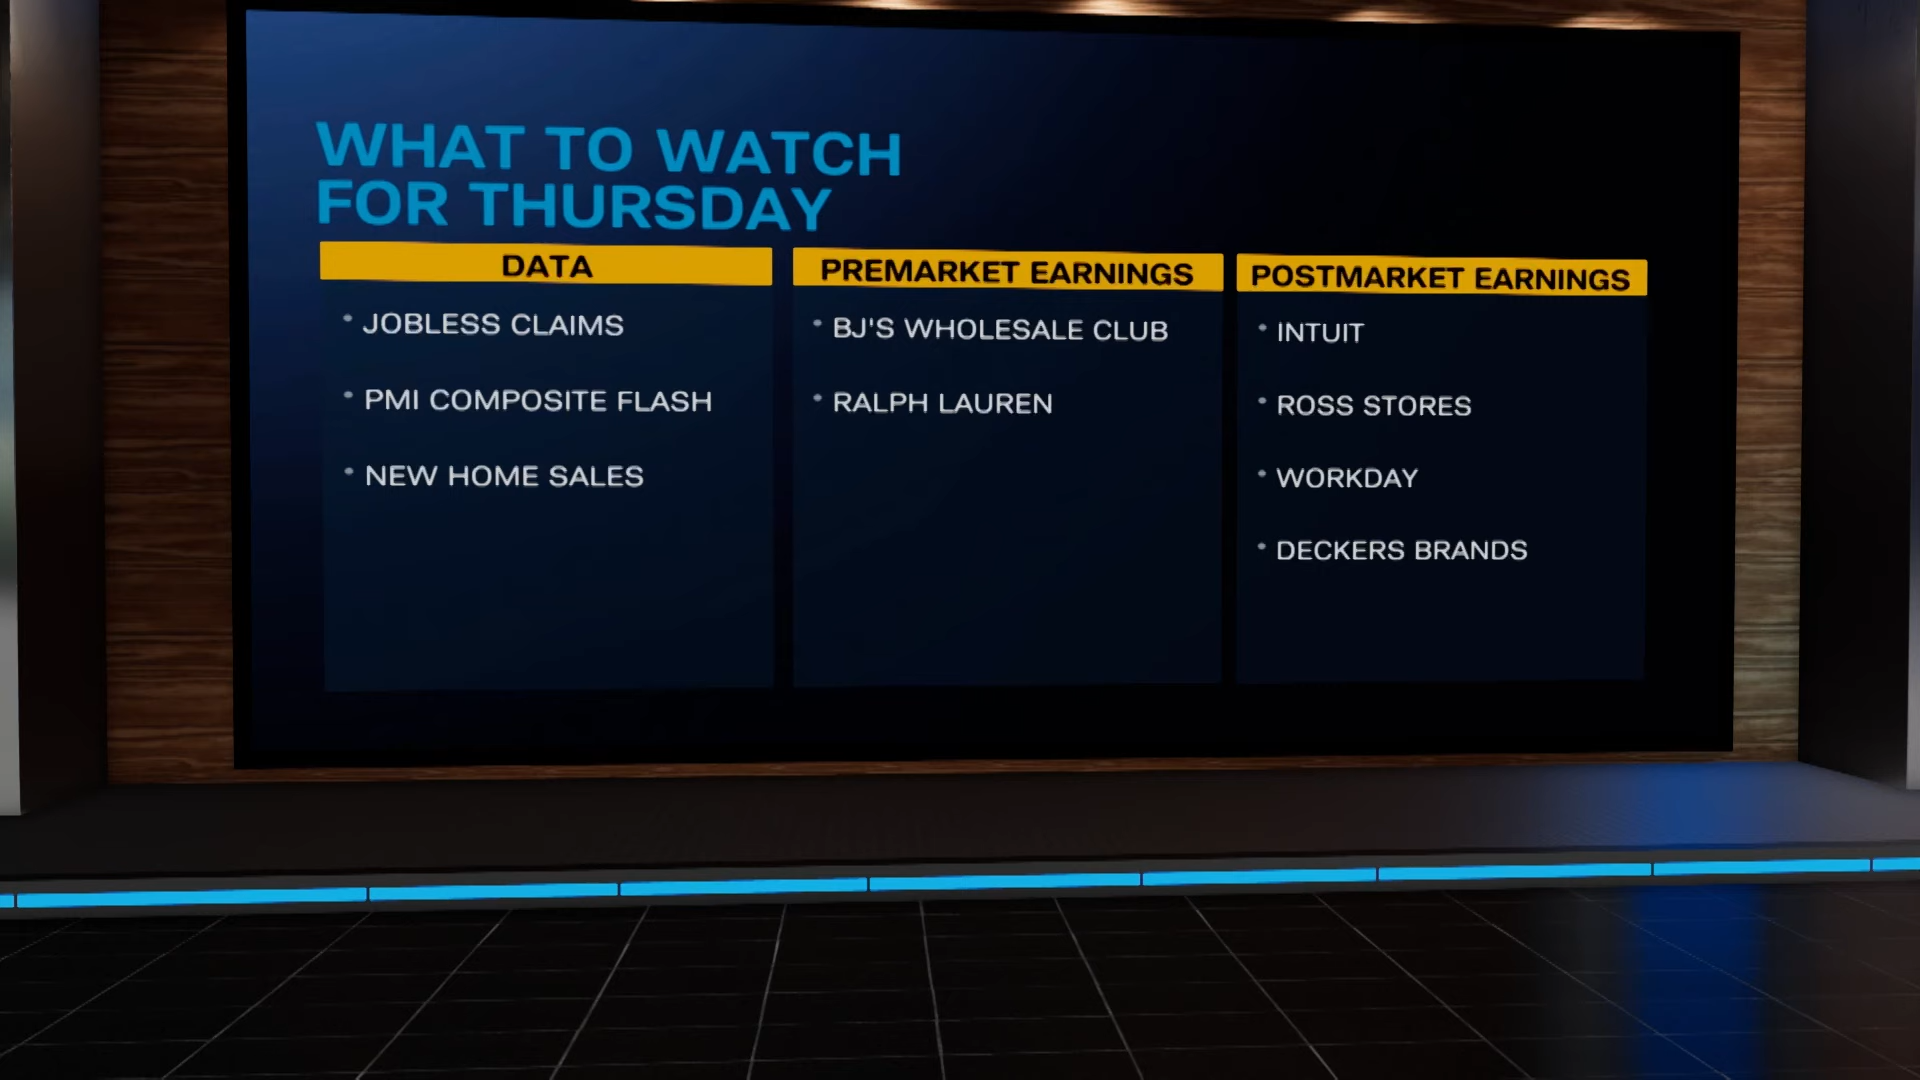 WHAT TO WATCH
FOR THURSDAY
DATA
JOBLESS CLAIMS
PMI COMPOSITE FLASH
NEW HOME SALES
PREMARKET EARNINGS
BJ'S WHOLESALE CLUB
RALPH LAUREN
POSTMARKET EARNINGS
INTUIT
ROSS STORES
WORKDAY
DECKERS BRANDS